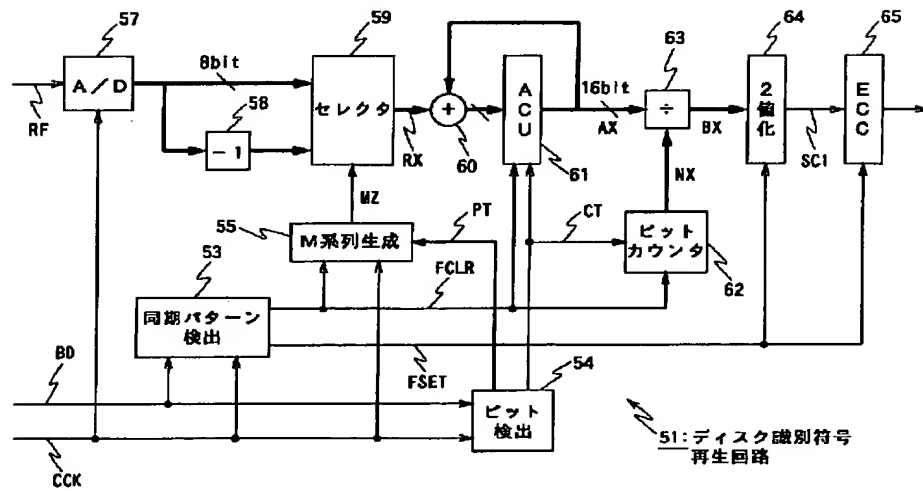 57
A/D
RF
8bit
58
-1
59
セレクタ
RX
+
60
ACU
61
16bit
AX
63
÷
BX
64
2値化
SC1
65
ECC
MZ
55
M系列生成
PT
CT
NX
ビット
カウンタ
62
53
同期パターン
検出
FCLR
FSET
BD
CCK
54
ピット
検出
51:ディスク識別符号
再生回路